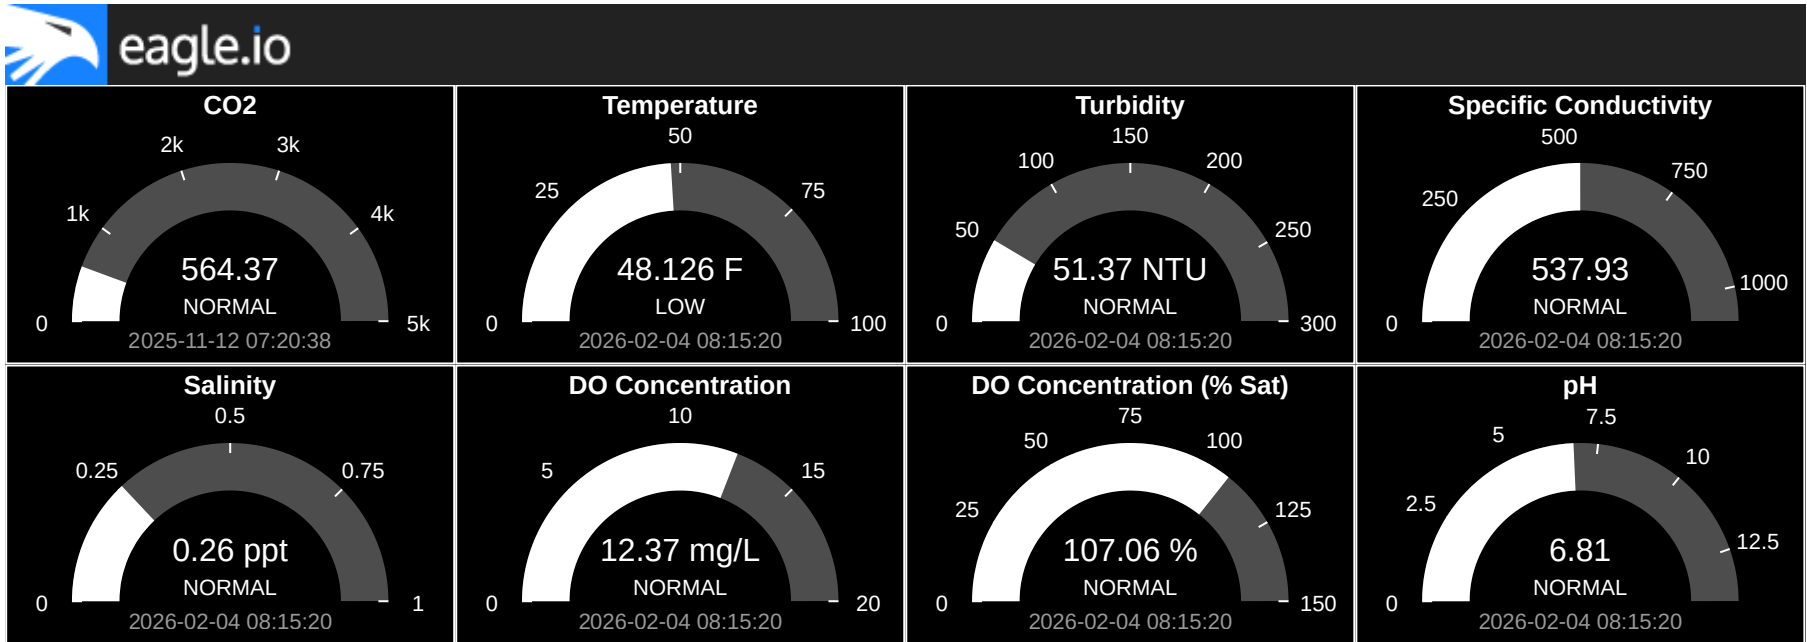 eagle.io
CO2
0
1k
2k
3k
4k
5k
564.37
NORMAL
2025-11-12 07:20:38
Temperature
0
25
50
75
100
48.126 F
LOW
2026-02-04 08:15:20
Turbidity
0
50
100
150
200
250
300
51.37 NTU
NORMAL
2026-02-04 08:15:20
Specific Conductivity
0
250
500
750
1000
537.93
NORMAL
2026-02-04 08:15:20
Salinity
0
0.25
0.5
0.75
1
0.26 ppt
NORMAL
2026-02-04 08:15:20
DO Concentration
0
5
10
15
20
12.37 mg/L
NORMAL
2026-02-04 08:15:20
DO Concentration (% Sat)
0
25
50
75
100
125
150
107.06 %
NORMAL
2026-02-04 08:15:20
pH
0
2.5
5
7.5
10
12.5
6.81
NORMAL
2026-02-04 08:15:20